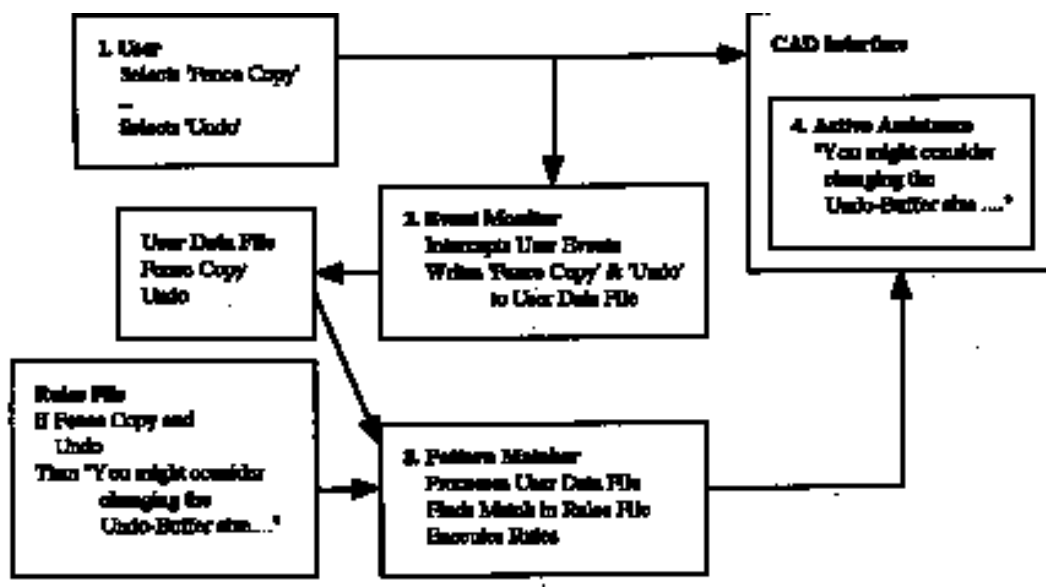 1. User
Selects 'Fence Copy'
...
Selects 'Undo'
CAD Interface
4. Active Assistance
"You might consider
changing the
Undo-Buffer size ...."
2. Event Monitor
Intercepts User Events
Writes 'Fence Copy' & 'Undo'
to User Data File
User Data File
Fence Copy
Undo
Rules File
If Fence Copy and
Undo
Then "You might consider
changing the
Undo-Buffer size...."
3. Pattern Matcher
Processes User Data File
Finds Match in Rules File
Executes Rules